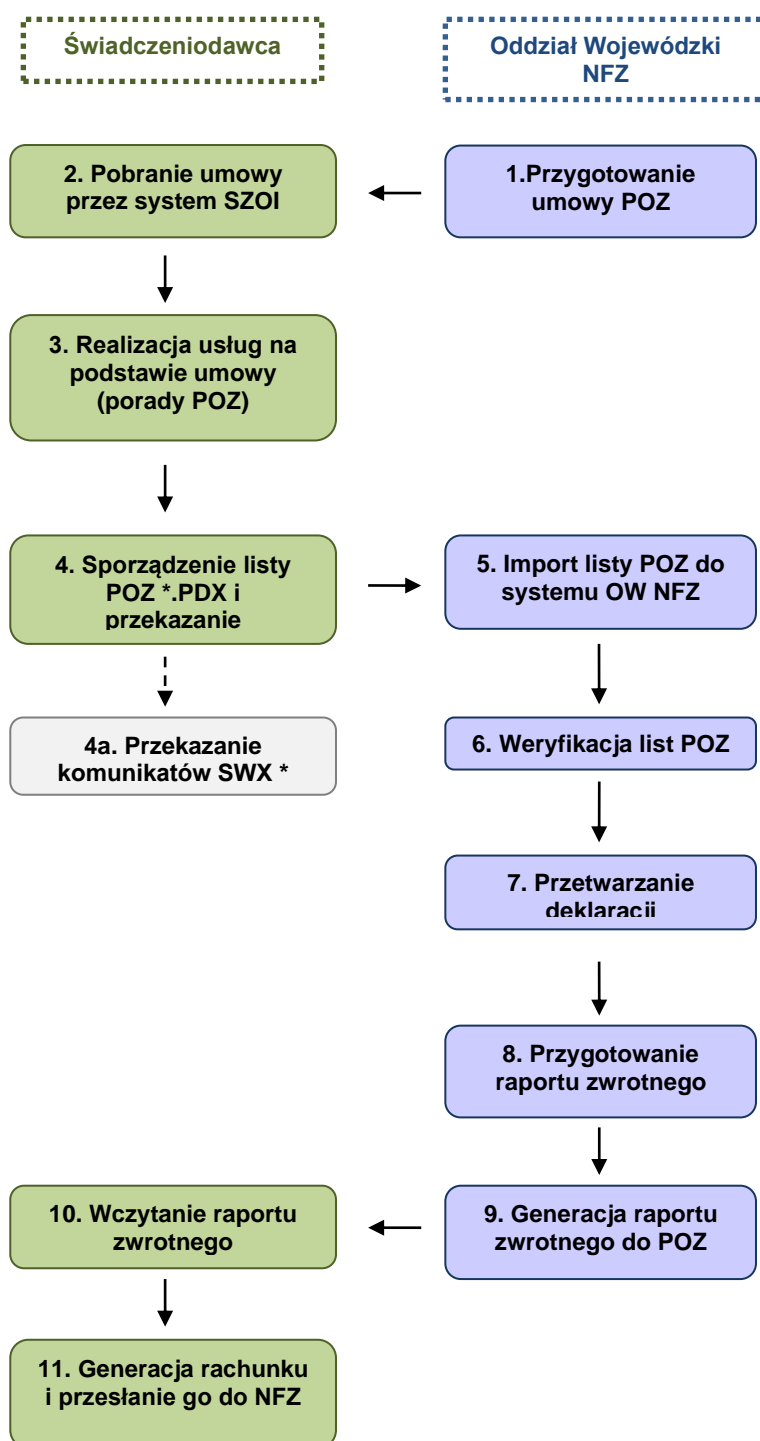 Świadczeniodawca
Oddział Wojewódzki
NFZ
2. Pobranie umowy
przez system SZOI
1.Przygotowanie
umowy POZ
3. Realizacja usług na
podstawie umowy
(porady POZ)
4. Sporządzenie listy
POZ *.PDX i
przekazanie
5. Import listy POZ do
systemu OW NFZ
4a. Przekazanie
komunikatów SWX *
6. Weryfikacja list POZ
7. Przetwarzanie
deklaracji
8. Przygotowanie
raportu zwrotnego
10. Wczytanie raportu
zwrotnego
9. Generacja raportu
zwrotnego do POZ
11. Generacja rachunku
i przesłanie go do NFZ